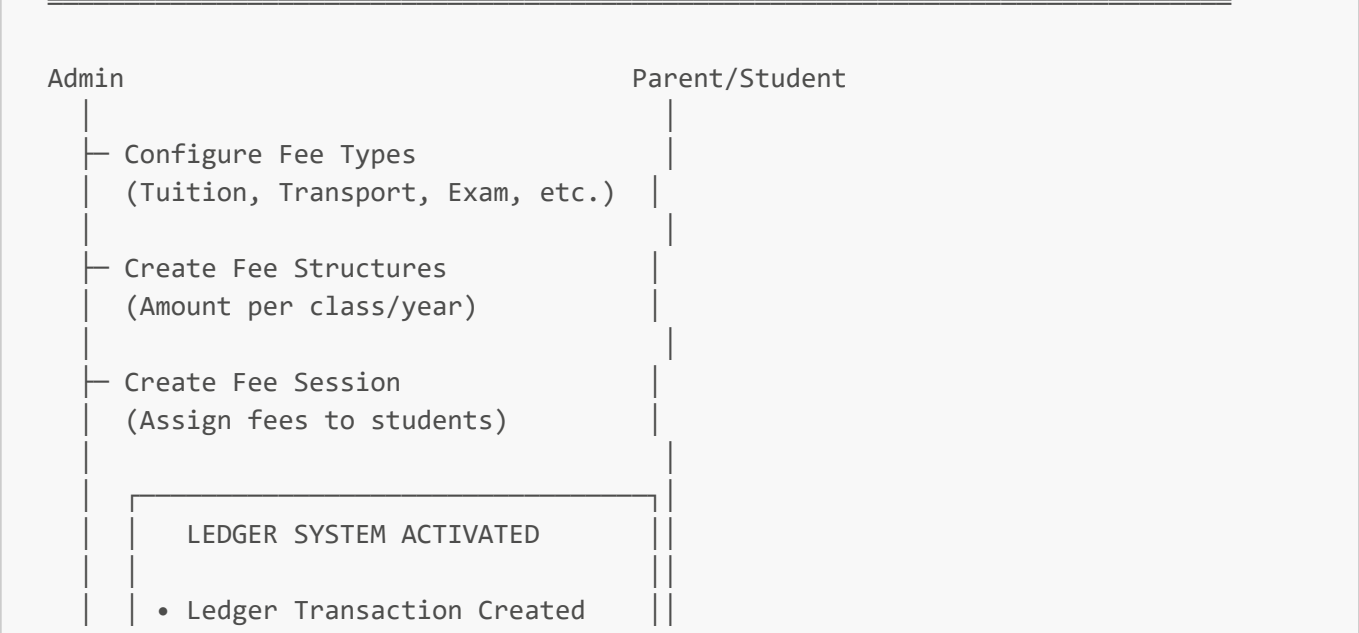 Admin Parent/Student
Configure Fee Types
(Tuition, Transport, Exam, etc.)
Create Fee Structures
(Amount per class/year)
Create Fee Session
(Assign fees to students)
LEDGER SYSTEM ACTIVATED
• Ledger Transaction Created